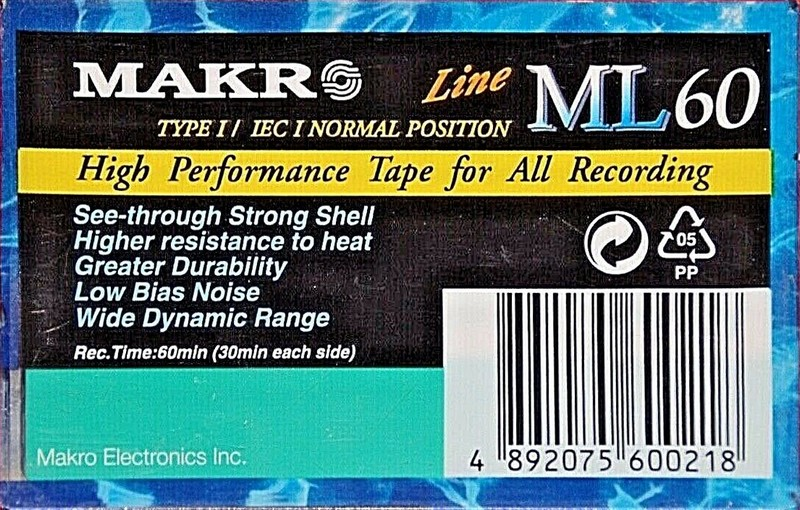 MAKRO Line ML60
TYPE I / IEC I NORMAL POSITION
High Performance Tape for All Recording
See-through Strong Shell
Higher resistance to heat
Greater Durability
Low Bias Noise
Wide Dynamic Range
Rec.Time:60min (30min each side)
05
PP
Makro Electronics Inc.
4 892075 600218